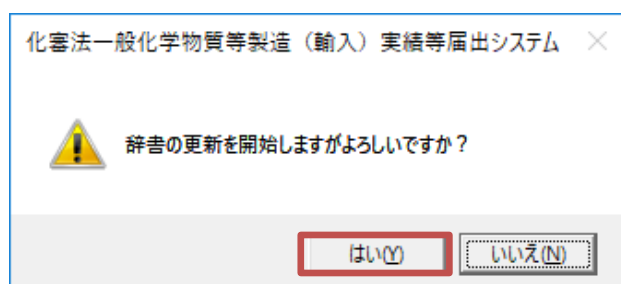 化審法一般化学物質等製造（輸入）実績等届出システム
辞書の更新を開始しますがよろしいですか？
はい(Y) いいえ(N)